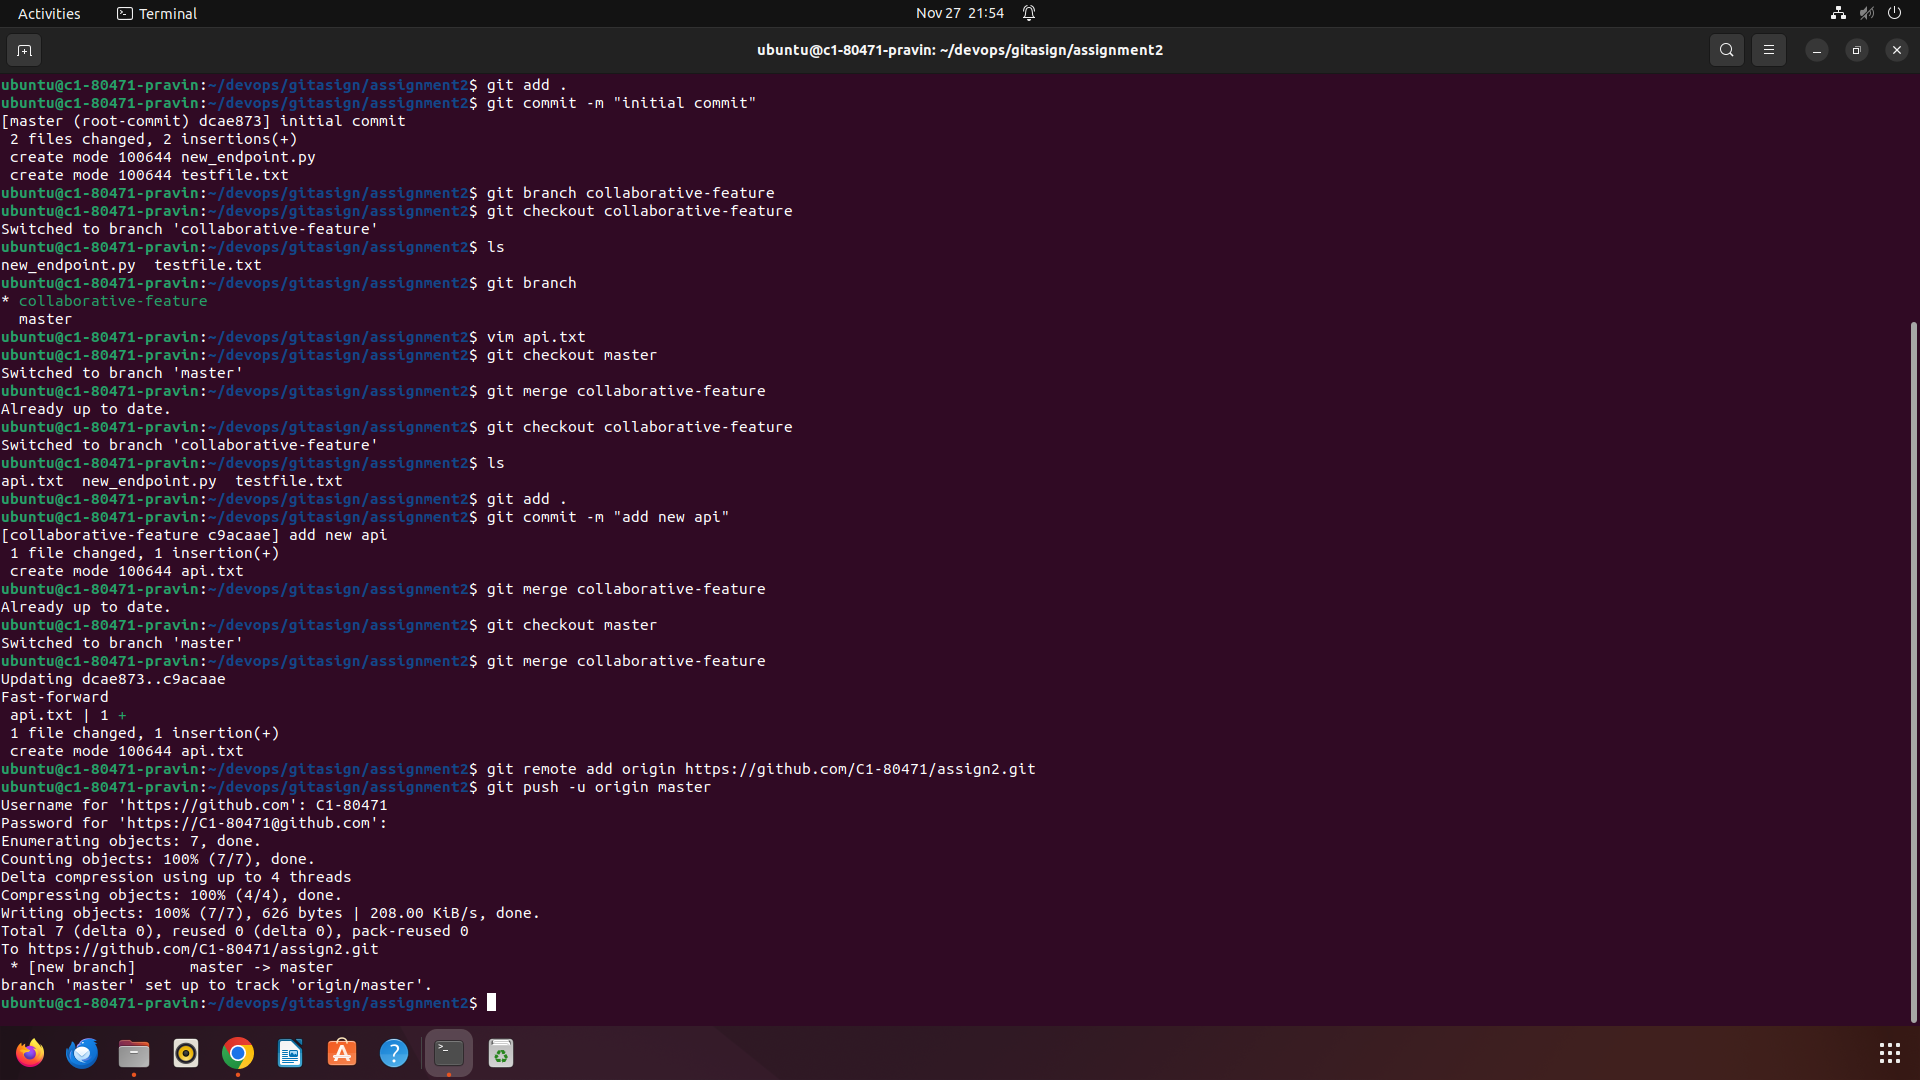 Activities Terminal Nov 27 21:54
ubuntu@c1-80471-pravin: ~/devops/gitasign/assignment2
ubuntu@c1-80471-pravin:~/devops/gitasign/assignment2$ git add .
ubuntu@c1-80471-pravin:~/devops/gitasign/assignment2$ git commit -m "initial commit"
[master (root-commit) dcae873] initial commit
 2 files changed, 2 insertions(+)
 create mode 100644 new_endpoint.py
 create mode 100644 testfile.txt
ubuntu@c1-80471-pravin:~/devops/gitasign/assignment2$ git branch collaborative-feature
ubuntu@c1-80471-pravin:~/devops/gitasign/assignment2$ git checkout collaborative-feature
Switched to branch 'collaborative-feature'
ubuntu@c1-80471-pravin:~/devops/gitasign/assignment2$ ls
new_endpoint.py  testfile.txt
ubuntu@c1-80471-pravin:~/devops/gitasign/assignment2$ git branch
* collaborative-feature
  master
ubuntu@c1-80471-pravin:~/devops/gitasign/assignment2$ vim api.txt
ubuntu@c1-80471-pravin:~/devops/gitasign/assignment2$ git checkout master
Switched to branch 'master'
ubuntu@c1-80471-pravin:~/devops/gitasign/assignment2$ git merge collaborative-feature
Already up to date.
ubuntu@c1-80471-pravin:~/devops/gitasign/assignment2$ git checkout collaborative-feature
Switched to branch 'collaborative-feature'
ubuntu@c1-80471-pravin:~/devops/gitasign/assignment2$ ls
api.txt  new_endpoint.py  testfile.txt
ubuntu@c1-80471-pravin:~/devops/gitasign/assignment2$ git add .
ubuntu@c1-80471-pravin:~/devops/gitasign/assignment2$ git commit -m "add new api"
[collaborative-feature c9acaae] add new api
 1 file changed, 1 insertion(+)
 create mode 100644 api.txt
ubuntu@c1-80471-pravin:~/devops/gitasign/assignment2$ git merge collaborative-feature
Already up to date.
ubuntu@c1-80471-pravin:~/devops/gitasign/assignment2$ git checkout master
Switched to branch 'master'
ubuntu@c1-80471-pravin:~/devops/gitasign/assignment2$ git merge collaborative-feature
Updating dcae873..c9acaae
Fast-forward
 api.txt | 1 +
 1 file changed, 1 insertion(+)
 create mode 100644 api.txt
ubuntu@c1-80471-pravin:~/devops/gitasign/assignment2$ git remote add origin https://github.com/C1-80471/assign2.git
ubuntu@c1-80471-pravin:~/devops/gitasign/assignment2$ git push -u origin master
Username for 'https://github.com': C1-80471
Password for 'https://C1-80471@github.com':
Enumerating objects: 7, done.
Counting objects: 100% (7/7), done.
Delta compression using up to 4 threads
Compressing objects: 100% (4/4), done.
Writing objects: 100% (7/7), 626 bytes | 208.00 KiB/s, done.
Total 7 (delta 0), reused 0 (delta 0), pack-reused 0
To https://github.com/C1-80471/assign2.git
 * [new branch]      master -> master
branch 'master' set up to track 'origin/master'.
ubuntu@c1-80471-pravin:~/devops/gitasign/assignment2$